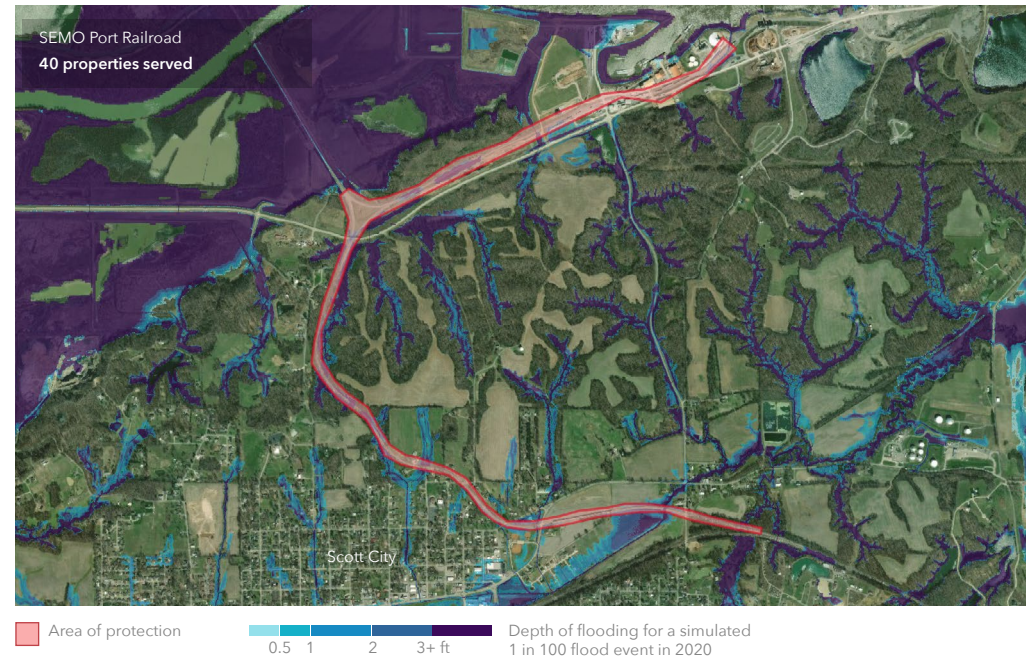 SEMO Port Railroad
40 properties served
Scott City
Area of protection
0.5 1 2 3+ ft
Depth of flooding for a simulated
1 in 100 flood event in 2020